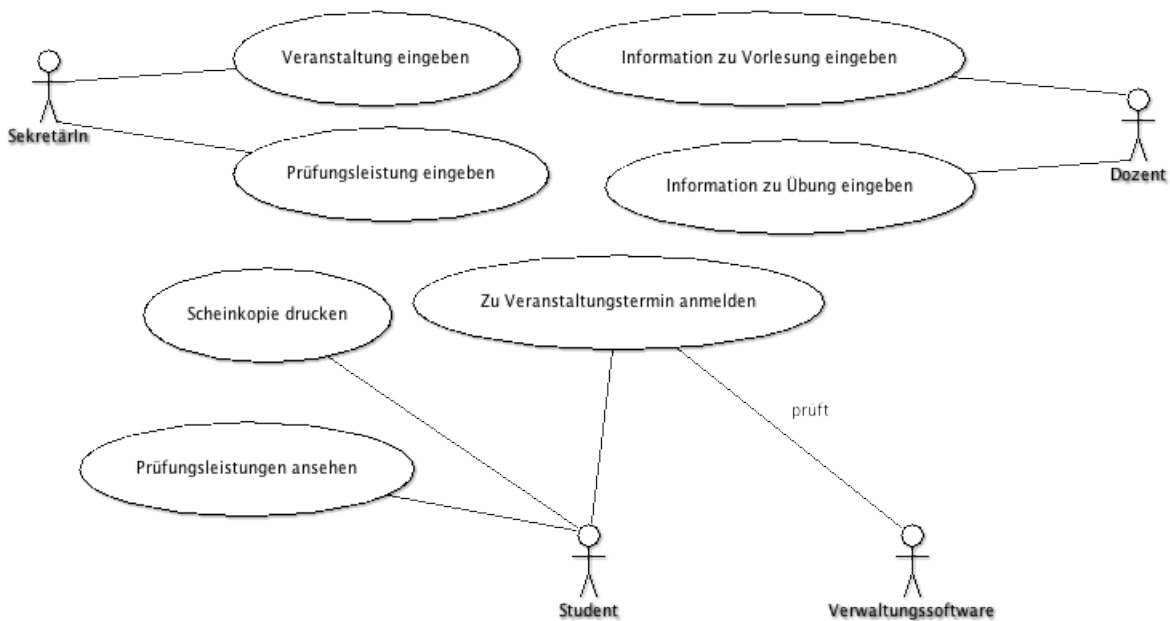 Veranstaltung eingeben
Information zu Vorlesung eingeben
SekretärIn
Prüfungsleistung eingeben
Information zu Übung eingeben
Dozent
Scheinkopie drucken
Zu Veranstaltungstermin anmelden
prüft
Prüfungsleistungen ansehen
Student
Verwaltungssoftware